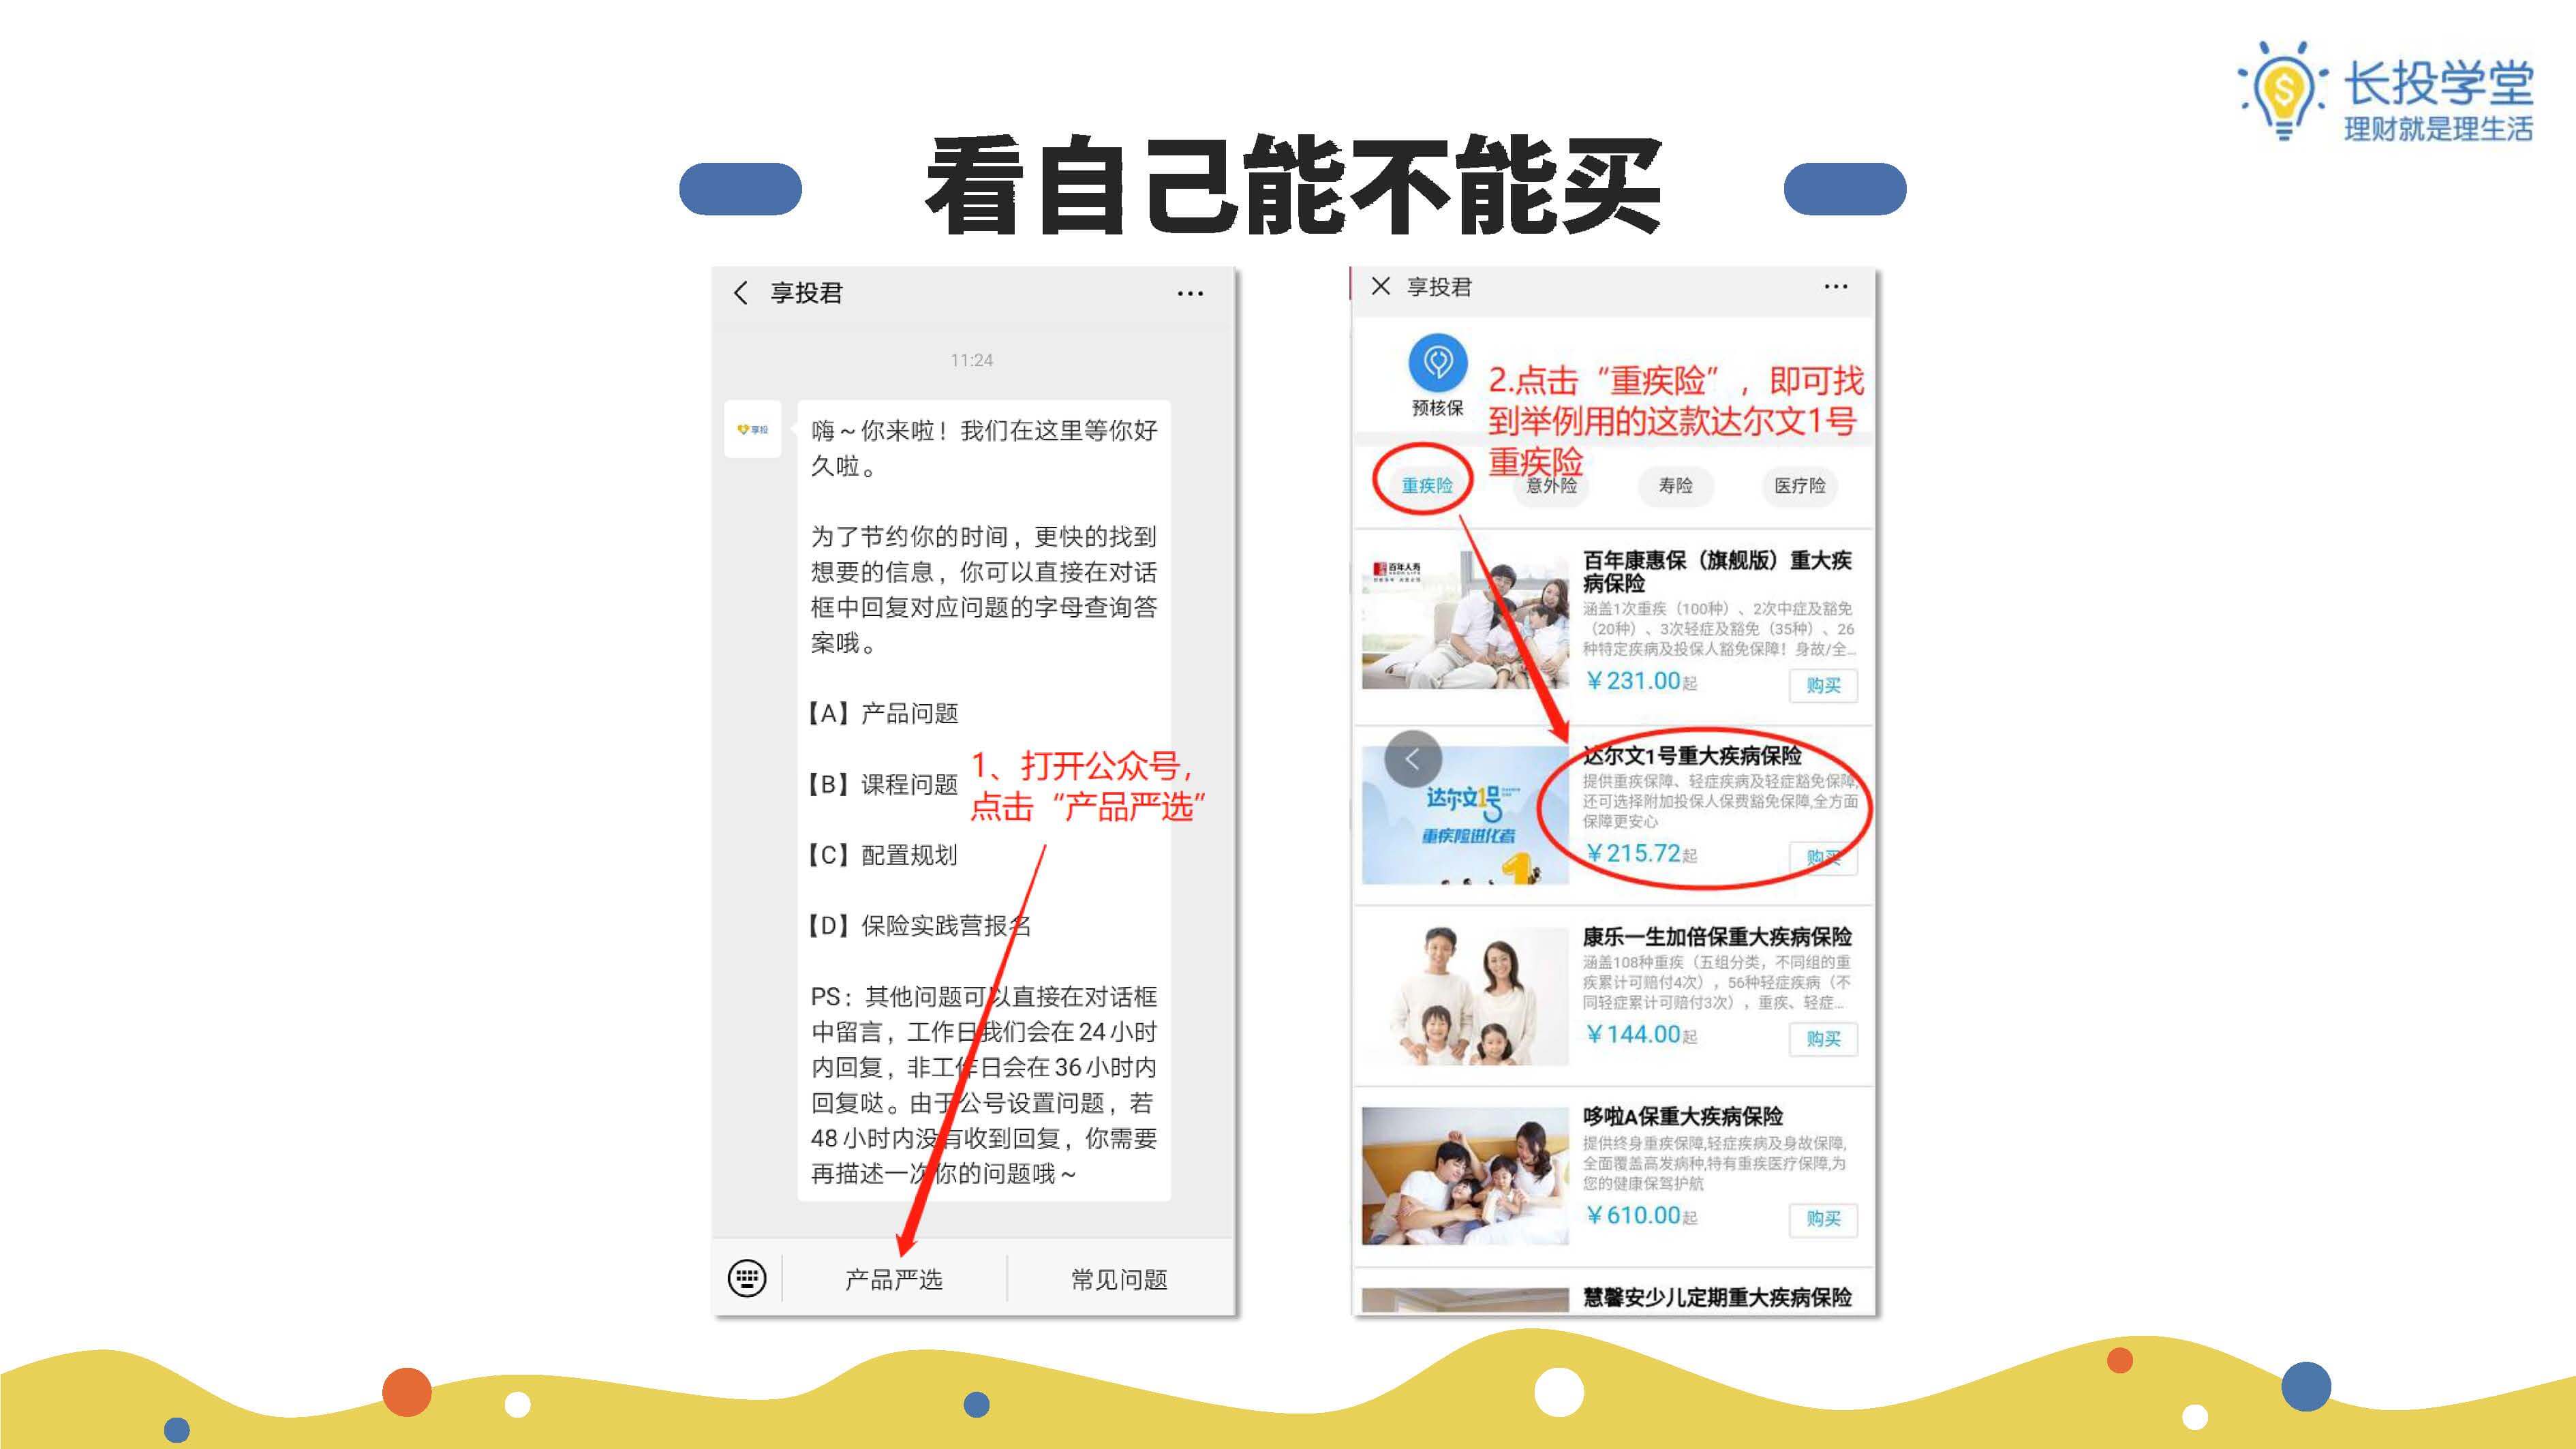 长投学堂
理财就是理生活
看自己能不能买
享投君
11:24
享投
嗨～你来啦！我们在这里等你好
久啦。
为了节约你的时间，更快的找到
想要的信息，你可以直接在对话
框中回复对应问题的字母查询答
案哦。
【A】产品问题
【B】课程问题
【C】配置规划
【D】保险实践营报名
1、打开公众号，
点击“产品严选”
PS：其他问题可以直接在对话框
中留言，工作日我们会在24小时
内回复，非工作日会在36小时内
回复哒。由于公号设置问题，若
48小时内没有收到回复，你需要
再描述一次你的问题哦～
产品严选
常见问题
享投君
预核保
2.点击“重疾险”，即可找
到举例用的这款达尔文1号
重疾险
重疾险
意外险
寿险
医疗险
百年人寿
百年康惠保（旗舰版）重大疾
病保险
涵盖1次重疾（100种）、2次中症及豁免
（20种）、3次轻症及豁免（35种）、26
种特定疾病及投保人豁免保障！身故/全...
￥231.00起
购买
达尔文1号
重疾险进化者
达尔文1号重大疾病保险
提供重疾保障、轻症疾病及轻症豁免保障,
还可选择附加投保人保费豁免保障,全方面
保障更安心
￥215.72起
购买
康乐一生加倍保重大疾病保险
涵盖108种重疾（五组分类，不同组的重
疾累计可赔付4次），56种轻症疾病（不
同轻症累计可赔付3次），重疾、轻症...
￥144.00起
购买
哆啦A保重大疾病保险
提供终身重疾保障,轻症疾病及身故保障,
全面覆盖高发病种,特有重疾医疗保障,为
您的健康保驾护航
￥610.00起
购买
慧馨安少儿定期重大疾病保险